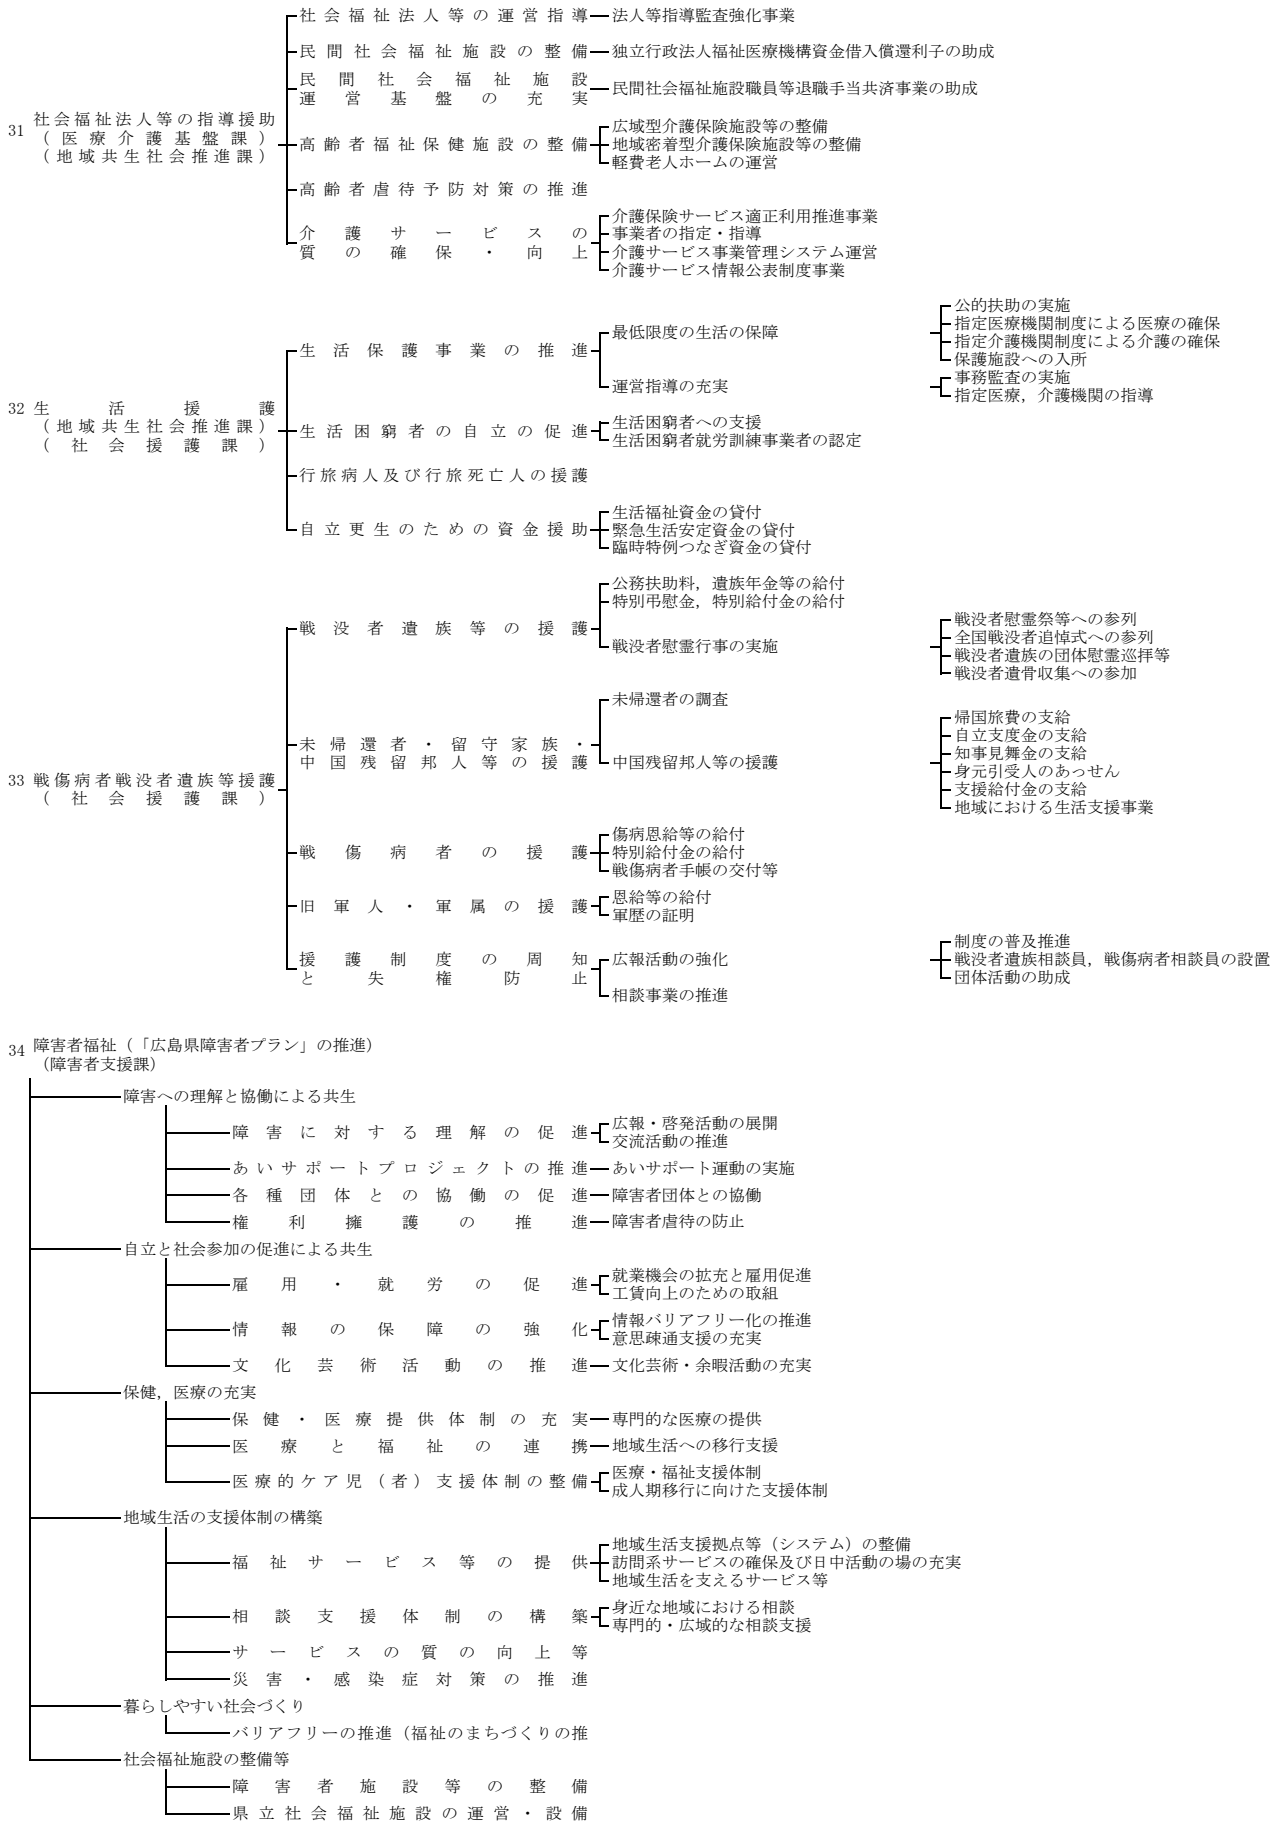 社会福祉法人等の運営指導 法人等指導監査強化事業
民間社会福祉施設の整備 独立行政法人福祉医療機構資金借入償還利子の助成
民間社会福祉施設
運営基盤の充実 民間社会福祉施設職員等退職手当共済事業の助成
31 社会福祉法人等の指導援助
（医療介護基盤課）
（地域共生社会推進課）
高齢者福祉保健施設の整備
広域型介護保険施設等の整備
地域密着型介護保険施設等の整備
軽費老人ホームの運営
高齢者虐待予防対策の推進
介護サービスの
質の確保・向上
介護保険サービス適正利用推進事業
事業者の指定・指導
介護サービス事業管理システム運営
介護サービス情報公表制度事業
32 生活援護
（地域共生社会推進課）
（社会援護課）
生活保護事業の推進
最低限度の生活の保障
公的扶助の実施
指定医療機関制度による医療の確保
指定介護機関制度による介護の確保
保護施設への入所
運営指導の充実
事務監査の実施
指定医療，介護機関の指導
生活困窮者の自立の促進
生活困窮者への支援
生活困窮者就労訓練事業者の認定
行旅病人及び行旅死亡人の援護
自立更生のための資金援助
生活福祉資金の貸付
緊急生活安定資金の貸付
臨時特例つなぎ資金の貸付
33 戦傷病者戦没者遺族等援護
（社会援護課）
戦没者遺族等の援護
公務扶助料，遺族年金等の給付
特別弔慰金，特別給付金の給付
戦没者慰霊行事の実施
戦没者慰霊祭等への参列
全国戦没者追悼式への参列
戦没者遺族の団体慰霊巡拝等
戦没者遺骨収集への参加
未帰還者・留守家族・
中国残留邦人等の援護
未帰還者の調査
中国残留邦人等の援護
帰国旅費の支給
自立支度金の支給
知事見舞金の支給
身元引受人のあっせん
支援給付金の支給
地域における生活支援事業
戦傷病者の援護
傷病恩給等の給付
特別給付金の給付
戦傷病者手帳の交付等
旧軍人・軍属の援護
恩給等の給付
軍歴の証明
援護制度の周知
と失権防止
広報活動の強化
制度の普及推進
戦没者遺族相談員，戦傷病者相談員の設置
団体活動の助成
相談事業の推進
34 障害者福祉（「広島県障害者プラン」の推進）
（障害者支援課）
障害への理解と協働による共生
障害に対する理解の促進
広報・啓発活動の展開
交流活動の推進
あいサポートプロジェクトの推進 あいサポート運動の実施
各種団体との協働の促進 障害者団体との協働
権利擁護の推進 障害者虐待の防止
自立と社会参加の促進による共生
雇用・就労の促進
就業機会の拡充と雇用促進
工賃向上のための取組
情報の保障の強化
情報バリアフリー化の推進
意思疎通支援の充実
文化芸術活動の推進 文化芸術・余暇活動の充実
保健，医療の充実
保健・医療提供体制の充実 専門的な医療の提供
医療と福祉の連携 地域生活への移行支援
医療的ケア児（者）支援体制の整備
医療・福祉支援体制
成人期移行に向けた支援体制
地域生活の支援体制の構築
福祉サービス等の提供
地域生活支援拠点等（システム）の整備
訪問系サービスの確保及び日中活動の場の充実
地域生活を支えるサービス等
相談支援体制の構築
身近な地域における相談
専門的・広域的な相談支援
サービスの質の向上等
災害・感染症対策の推進
暮らしやすい社会づくり
バリアフリーの推進（福祉のまちづくりの推
社会福祉施設の整備等
障害者施設等の整備
県立社会福祉施設の運営・設備